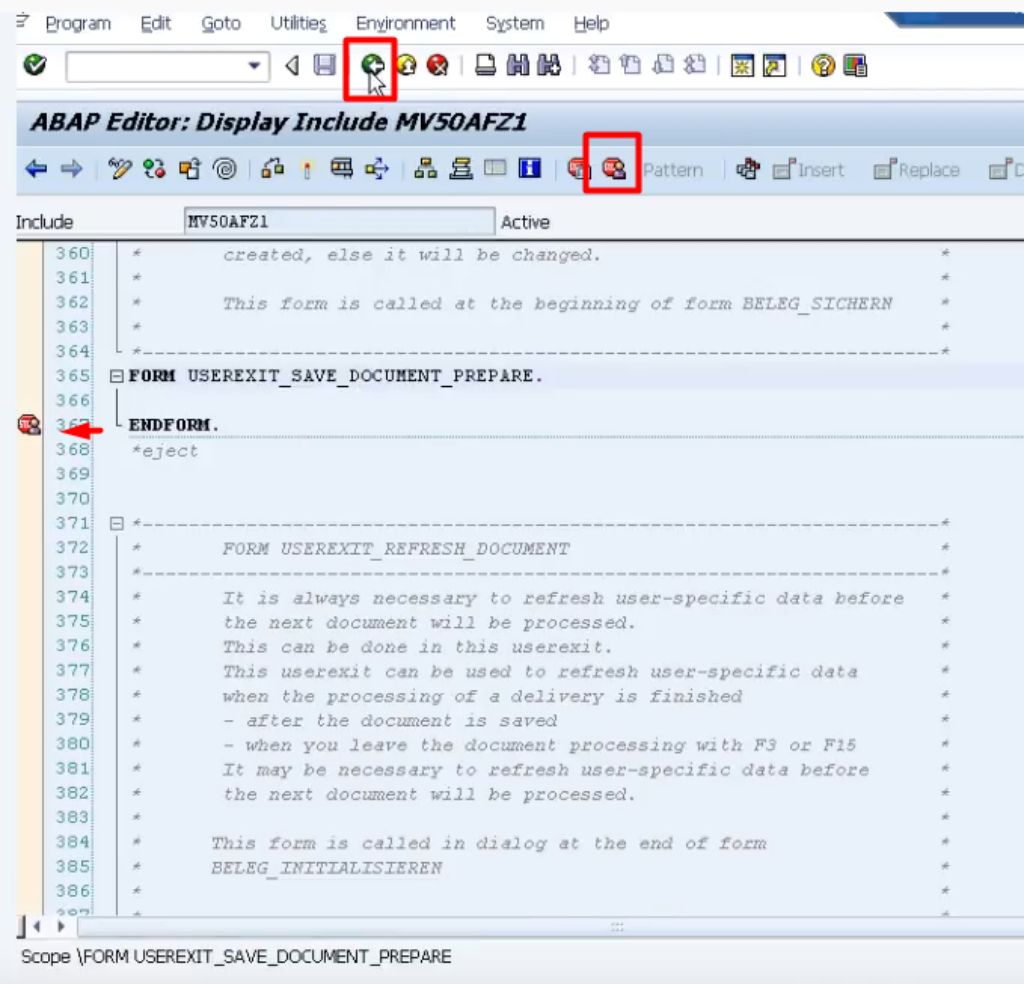 Program Edit Goto Utilities Environment System Help
ABAP Editor: Display Include MV50AFZ1
Pattern Insert Replace
Include MV50AFZ1 Active
360 * created, else it will be changed. *
361 * *
362 * This form is called at the beginning of form BELEG_SICHERN *
363 * *
364 *---------------------------------------------------------------------*
365 FORM USEREXIT_SAVE_DOCUMENT_PREPARE.
366
367 ENDFORM.
368 *eject
369
370
371 *---------------------------------------------------------------------*
372 * FORM USEREXIT_REFRESH_DOCUMENT *
373 *---------------------------------------------------------------------*
374 * It is always necessary to refresh user-specific data before *
375 * the next document will be processed. *
376 * This can be done in this userexit. *
377 * This userexit can be used to refresh user-specific data *
378 * when the processing of a delivery is finished *
379 * - after the document is saved *
380 * - when you leave the document processing with F3 or F15 *
381 * It may be necessary to refresh user-specific data before *
382 * the next document will be processed. *
383 * *
384 * This form is called in dialog at the end of form *
385 * BELEG_INITIALISIEREN *
386 * *
Scope \FORM USEREXIT_SAVE_DOCUMENT_PREPARE